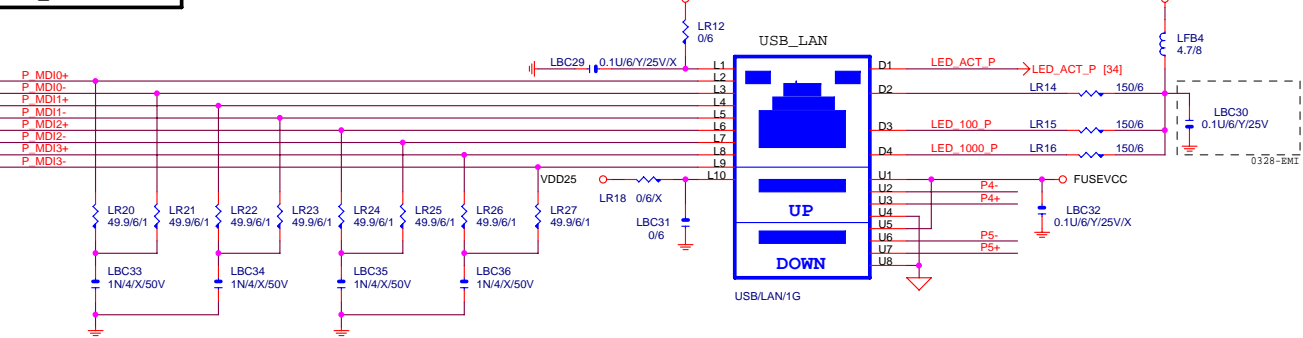 LR12
0/6
USB_LAN
LFB4
4.7/8
LBC29
0.1U/6/Y/25V/X
L1
L2
L3
L4
L5
L6
L7
L8
L9
L10
P_MDI0+
P_MDI0-
P_MDI1+
P_MDI1-
P_MDI2+
P_MDI2-
P_MDI3+
P_MDI3-
D1
LED_ACT_P
LED_ACT_P [34]
D2
LR14
150/6
LBC30
0.1U/6/Y/25V
0328-EMI
D3
LED_100_P
LR15
150/6
D4
LED_1000_P
LR16
150/6
VDD25
LR18 0/6/X
LBC31
0/6
UP
DOWN
USB/LAN/1G
U1
U2
U3
U4
U5
U6
U7
U8
FUSEVCC
P4-
P4+
P5-
P5+
LBC32
0.1U/6/Y/25V/X
LR20
49.9/6/1
LR21
49.9/6/1
LR22
49.9/6/1
LR23
49.9/6/1
LR24
49.9/6/1
LR25
49.9/6/1
LR26
49.9/6/1
LR27
49.9/6/1
LBC33
1N/4/X/50V
LBC34
1N/4/X/50V
LBC35
1N/4/X/50V
LBC36
1N/4/X/50V